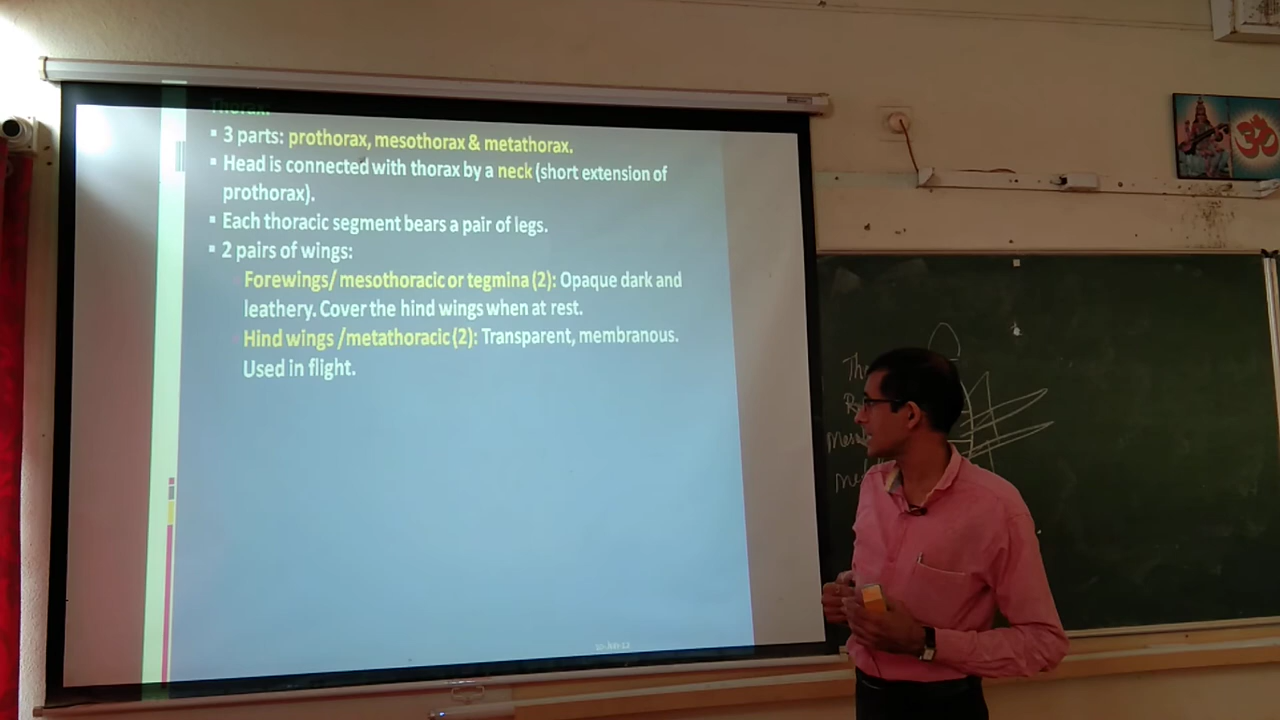 Thorax:
▪ 3 parts: prothorax, mesothorax & metathorax.
▪ Head is connected with thorax by a neck (short extension of
prothorax).
▪ Each thoracic segment bears a pair of legs.
▪ 2 pairs of wings:
Forewings/ mesothoracic or tegmina (2): Opaque dark and
leathery. Cover the hind wings when at rest.
Hind wings /metathoracic (2): Transparent, membranous.
Used in flight.
ॐ